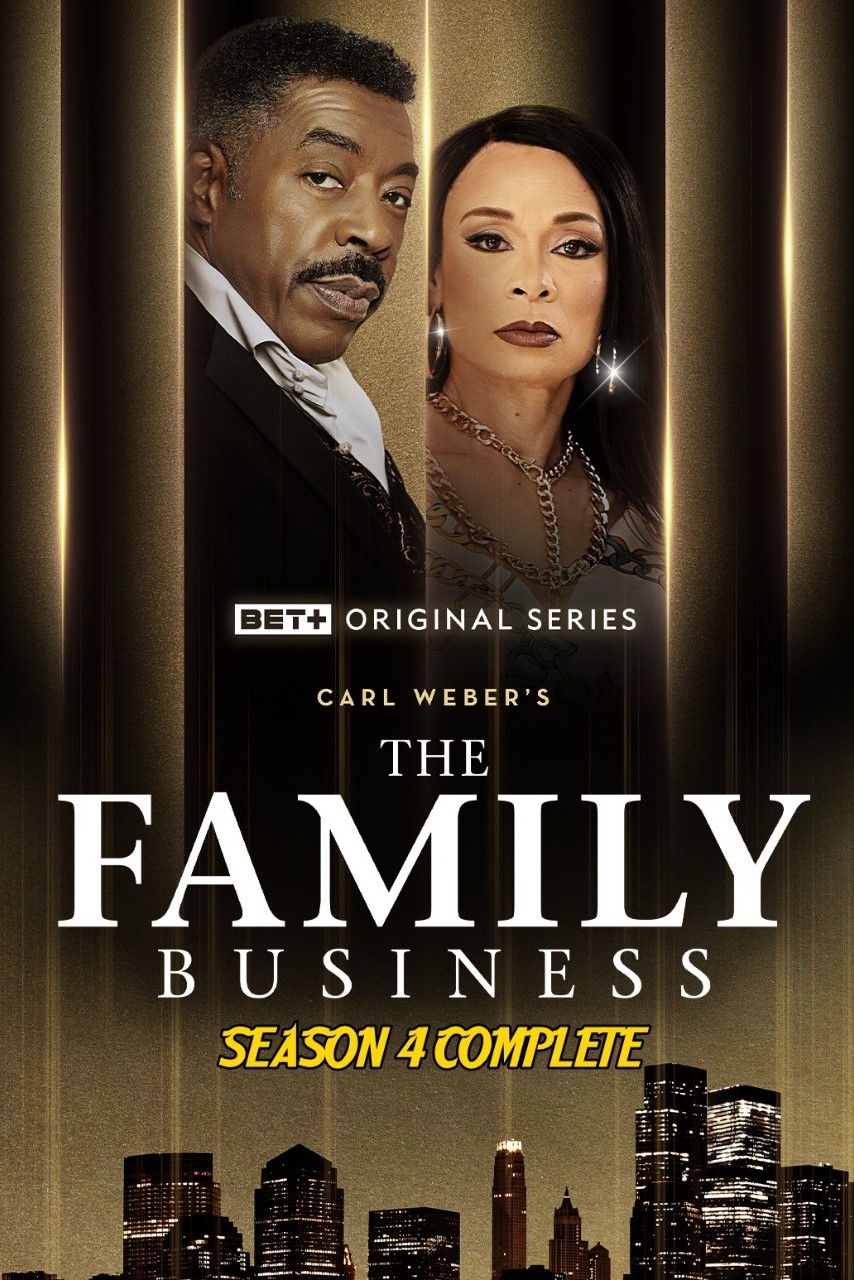 BET+ ORIGINAL SERIES
CARL WEBER'S
THE
FAMILY
BUSINESS
SEASON 4 COMPLETE